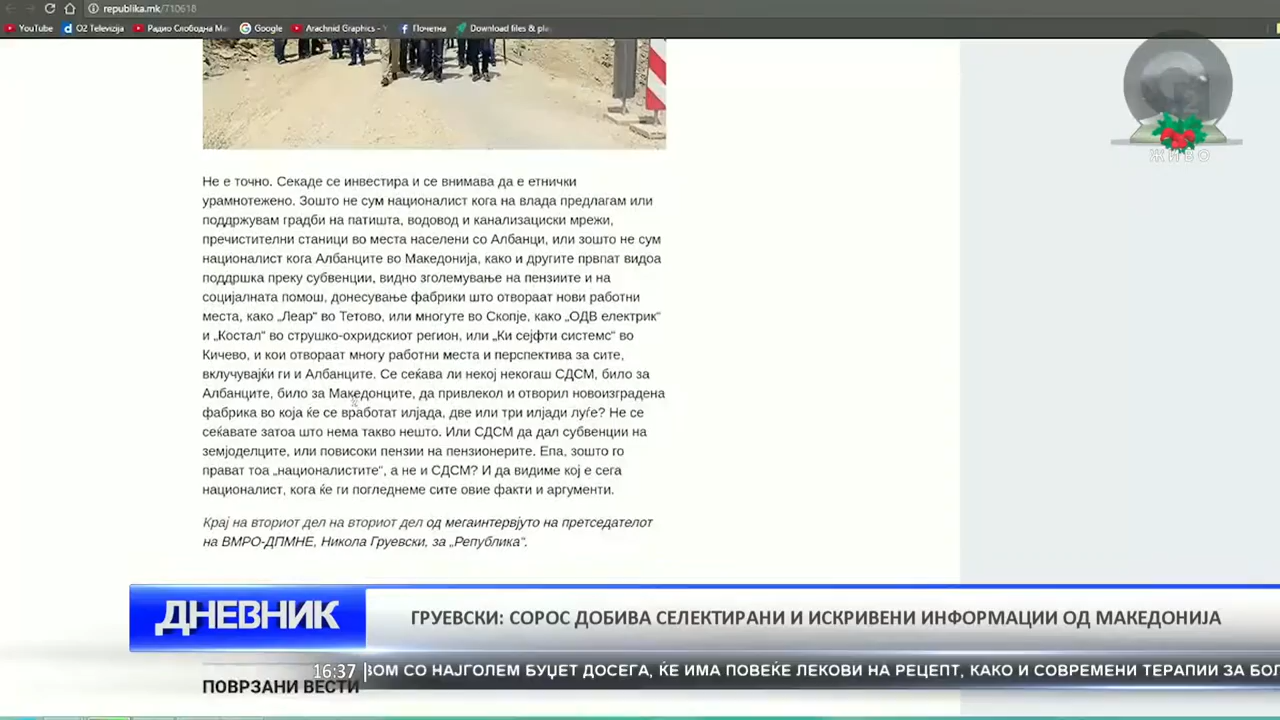 republika.mk/710618
YouTube
O2 Televizija
Google
Arachnid Graphics - Y
Почетна
Download files & pla
ЖИВО
Не е точно. Секаде се инвестира и се внимава да е етнички
урамнотежено. Зошто не сум националист кога на влада предлагам или
поддржувам градби на патишта, водовод и канализациски мрежи,
пречистителни станици во места населени со Албанци, или зошто не сум
националист кога Албанците во Македонија, како и другите првпат видоа
поддршка преку субвенции, видно зголемување на пензиите и на
социјалната помош, донесување фабрики што отвораат нови работни
места, како „Леар“ во Тетово, или многуте во Скопје, како „ОДВ електрик“
и „Костал“ во струшко-охридскиот регион, или „Ки сејфти системс“ во
Кичево, и кои отвораат многу работни места и перспектива за сите,
вклучувајќи ги и Албанците. Се сеќава ли некој некогаш СДСМ, било за
Албанците, било за Македонците, да привлекол и отворил новоизградена
фабрика во која ќе се вработат илјада, две или три илјади луѓе? Не се
сеќавате затоа што нема такво нешто. Или СДСМ да дал субвенции на
земјоделците, или повисоки пензии на пензионерите. Епа, зошто го
прават тоа „националистите“, а не и СДСМ? И да видиме кој е сега
националист, кога ќе ги погледнеме сите овие факти и аргументи.
Крај на вториот дел на вториот дел од мегаинтервјуто на претседателот
на ВМРО-ДПМНЕ, Никола Груевски, за „Република“.
ДНЕВНИК
ГРУЕВСКИ: СОРОС ДОБИВА СЕЛЕКТИРАНИ И ИСКРИВЕНИ ИНФОРМАЦИИ ОД МАКЕДОНИЈА
16:37
ВОМ СО НАЈГОЛЕМ БУЏЕТ ДОСЕГА, ЌЕ ИМА ПОВЕЌЕ ЛЕКОВИ НА РЕЦЕПТ, КАКО И СОВРЕМЕНИ ТЕРАПИИ ЗА БОЛ
ПОВРЗАНИ ВЕСТИ